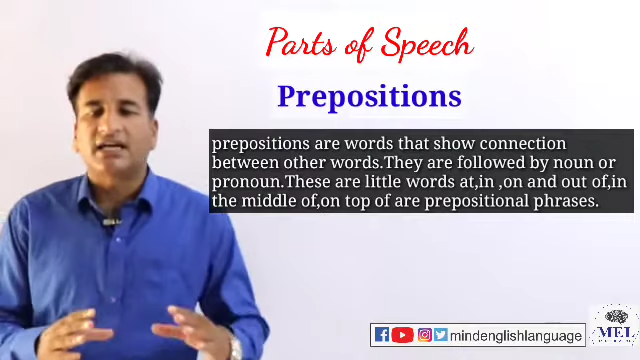 Parts of Speech
Prepositions
prepositions are words that show connection
between other words.They are followed by noun or
pronoun.These are little words at,in ,on and out of,in
the middle of,on top of are prepositional phrases.
mindenglishlanguage
MEL